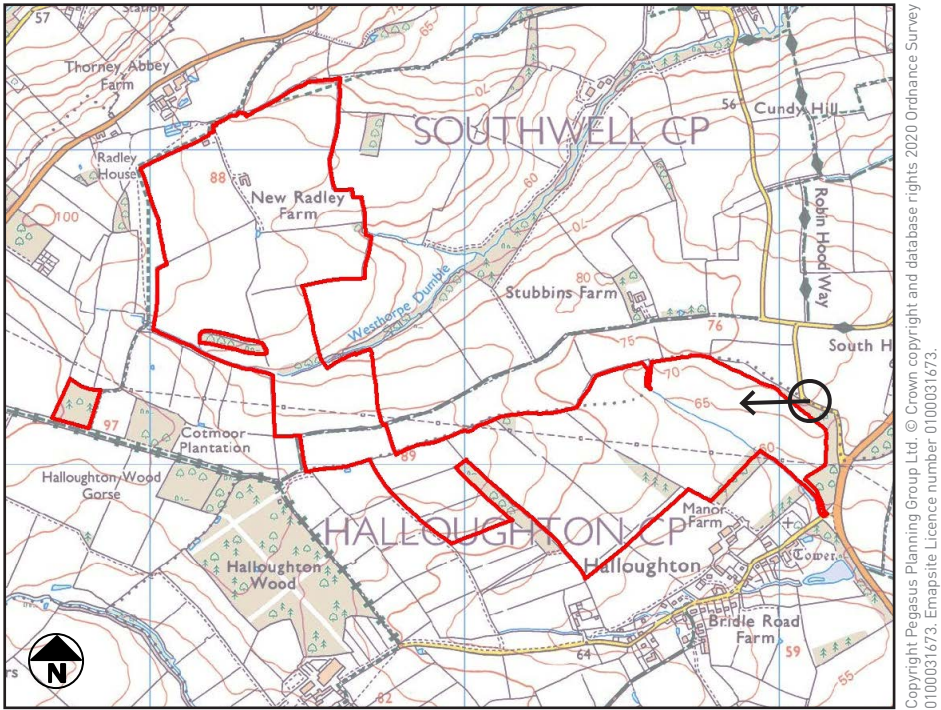 Station
57
65
Thorney Abbey
Farm
70
56
Cundy Hill
SOUTHWELL CP
Radley
House
88
60
New Radley
Farm
Robin Hood Way
100
70
80
Westhorpe Dumble
Stubbins Farm
76
75
South H
70
65
97
Cotmoor
Plantation
89
60
Halloughton Wood
Gorse
Manor
Farm
HALLOUGHTON CP
Halloughton
Tower
Halloughton
Wood
Bridle Road
Farm
64
59
55
N
rs
82
Copyright Pegasus Planning Group Ltd. © Crown copyright and database rights 2020 Ordnance Survey
0100031673. Emapsite Licence number 0100031673.